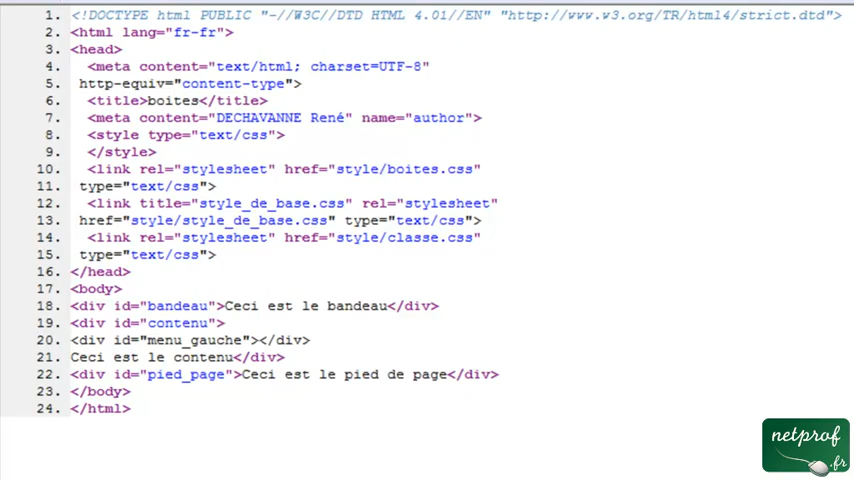 1. <!DOCTYPE html PUBLIC "-//W3C//DTD HTML 4.01//EN" "http://www.w3.org/TR/html4/strict.dtd">
2. <html lang="fr-fr">
3. <head>
4. <meta content="text/html; charset=UTF-8"
5. http-equiv="content-type">
6. <title>boites</title>
7. <meta content="DECHAVANNE René" name="author">
8. <style type="text/css">
9. </style>
10. <link rel="stylesheet" href="style/boites.css"
11. type="text/css">
12. <link title="style_de_base.css" rel="stylesheet"
13. href="style/style_de_base.css" type="text/css">
14. <link rel="stylesheet" href="style/classe.css"
15. type="text/css">
16. </head>
17. <body>
18. <div id="bandeau">Ceci est le bandeau</div>
19. <div id="contenu">
20. <div id="menu_gauche"></div>
21. Ceci est le contenu</div>
22. <div id="pied_page">Ceci est le pied de page</div>
23. </body>
24. </html>
netprof
.fr